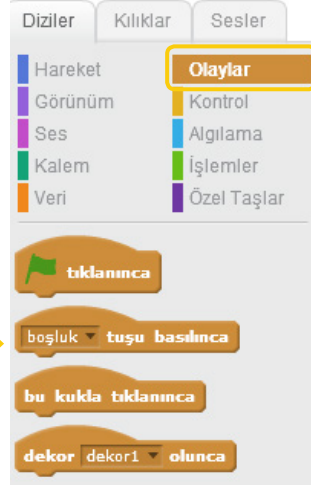 Diziler Kılıklar Sesler
Hareket Olaylar
Görünüm Kontrol
Ses Algılama
Kalem İşlemler
Veri Özel Taşlar
tıklanınca
boşluk tuşu basılınca
bu kukla tıklanınca
dekor dekor1 olunca